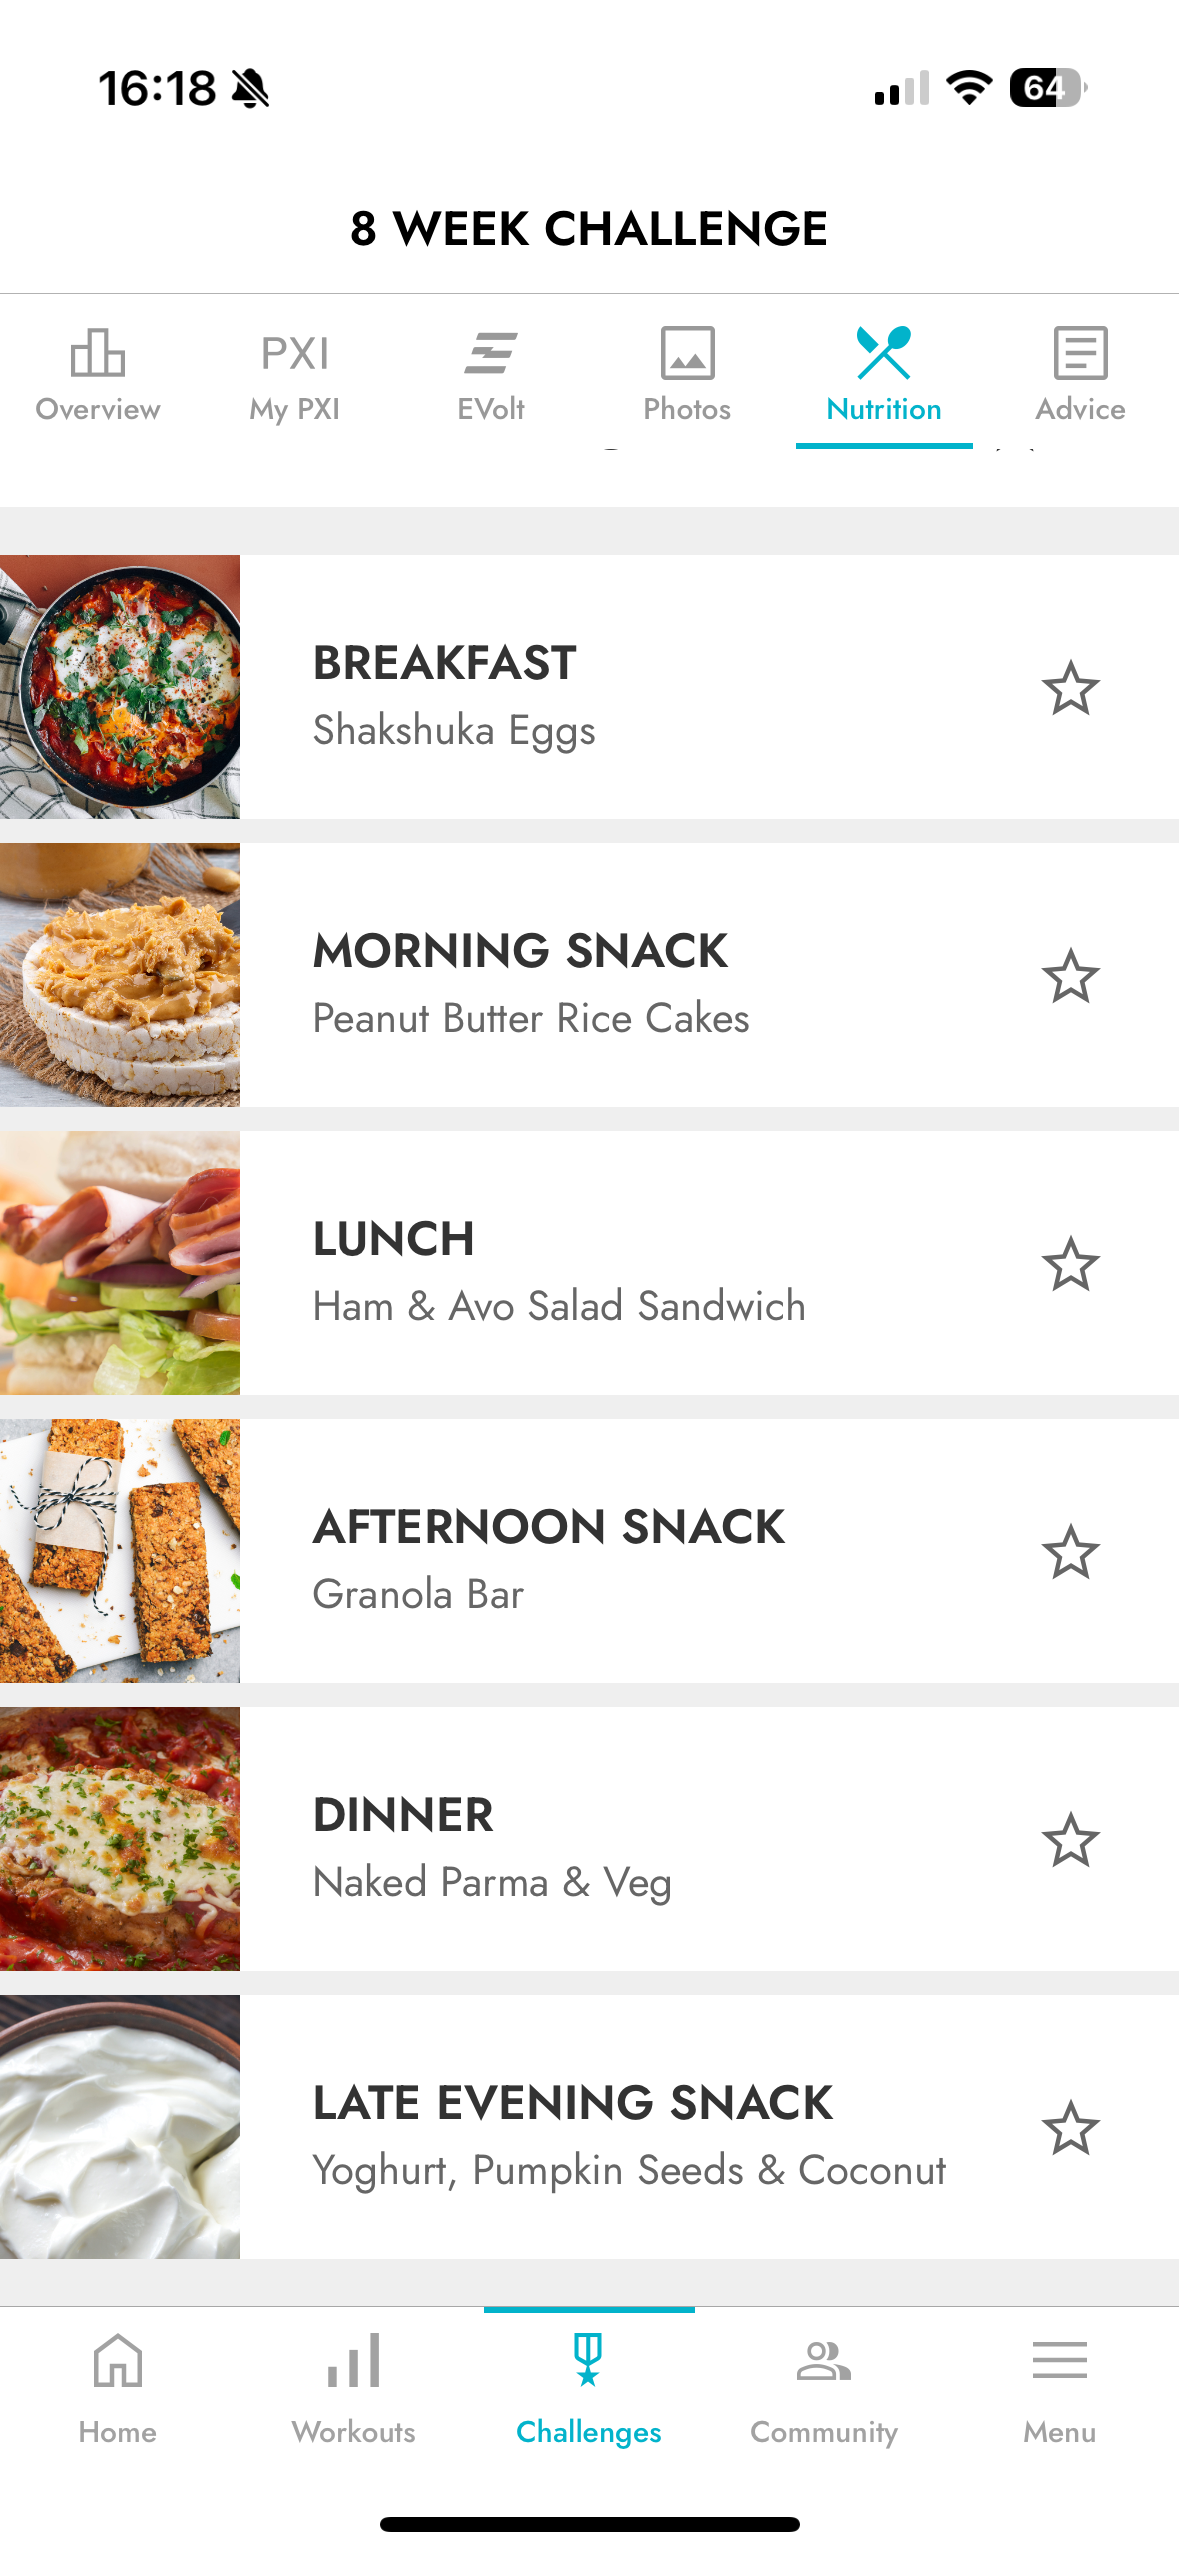 16:18
64
8 WEEK CHALLENGE
PXI
Overview
My PXI
EVolt
Photos
Nutrition
Advice
BREAKFAST
Shakshuka Eggs
MORNING SNACK
Peanut Butter Rice Cakes
LUNCH
Ham & Avo Salad Sandwich
AFTERNOON SNACK
Granola Bar
DINNER
Naked Parma & Veg
LATE EVENING SNACK
Yoghurt, Pumpkin Seeds & Coconut
Home
Workouts
Challenges
Community
Menu